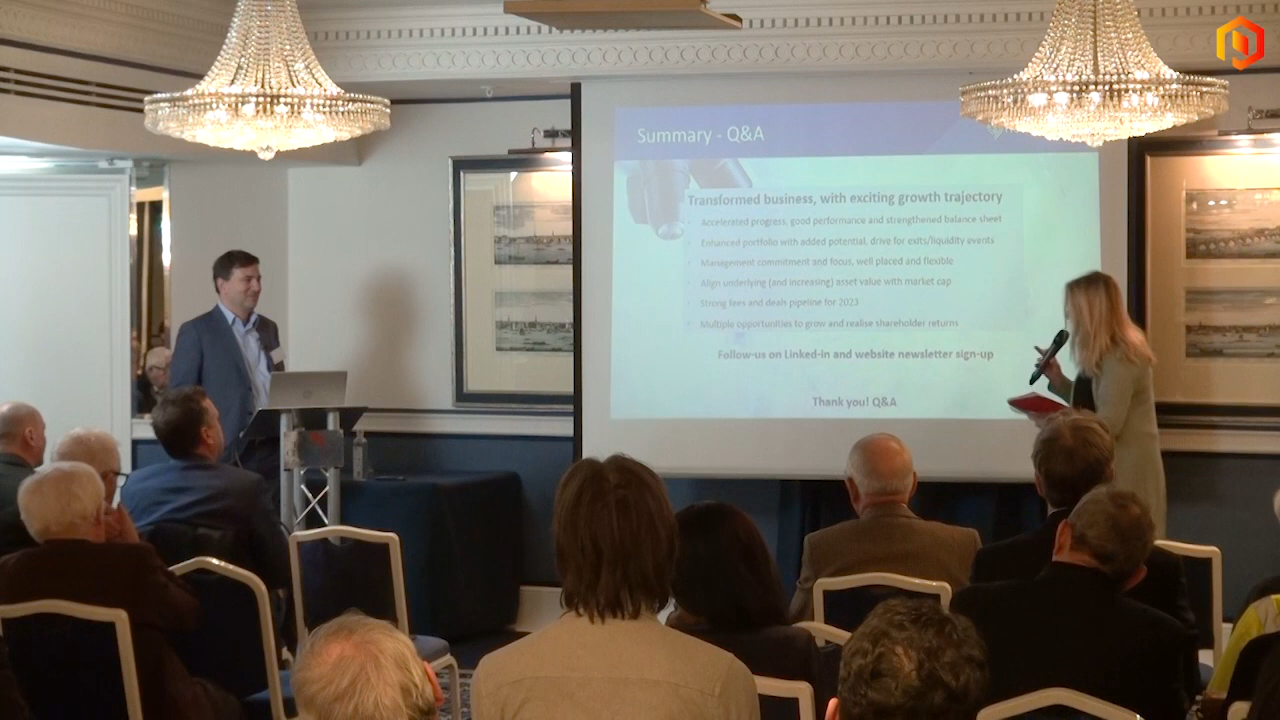 Summary - Q&A
Transformed business, with exciting growth trajectory
Accelerated progress, good performance and strengthened balance sheet
Enhanced portfolio with added potential, drive for exits/liquidity events
Management commitment and focus, well placed and flexible
Align underlying (and increasing) asset value with market cap
Strong fees and deals pipeline for 2023
Multiple opportunities to grow and realise shareholder returns
Follow-us on Linked-in and website newsletter sign-up
Thank you! Q&A